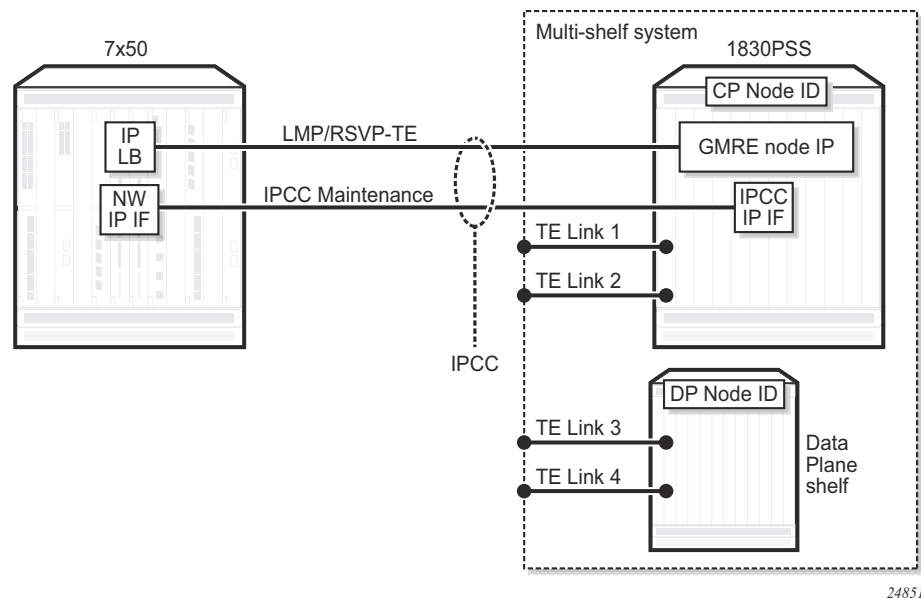 Multi-shelf system
7x50
1830PSS
CP Node ID
IP
LB
LMP/RSVP-TE
GMRE node IP
NW
IP IF
IPCC Maintenance
IPCC
IP IF
TE Link 1
TE Link 2
IPCC
DP Node ID
TE Link 3
TE Link 4
Data
Plane
shelf
24851